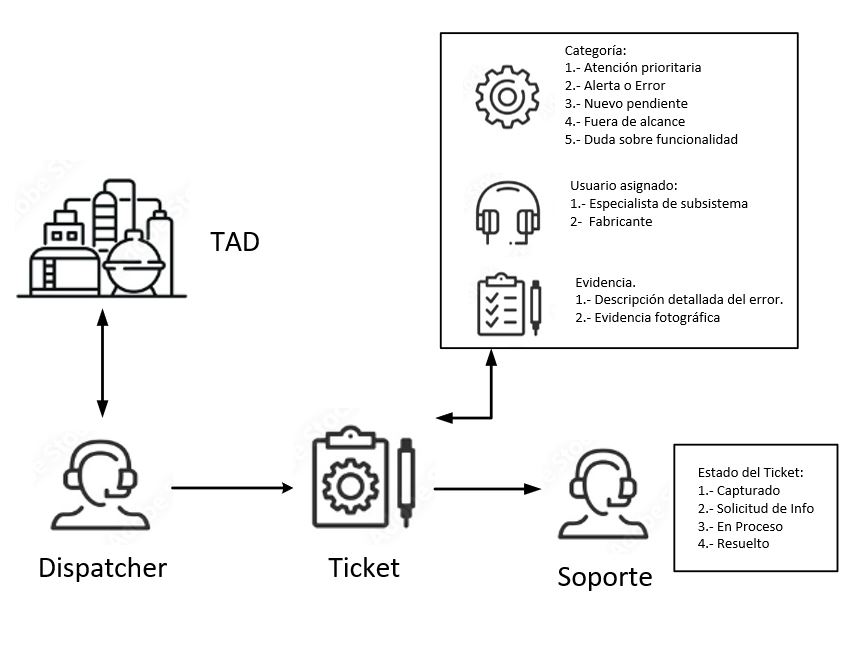 Categoría:
1.- Atención prioritaria
2.- Alerta o Error
3.- Nuevo pendiente
4.- Fuera de alcance
5.- Duda sobre funcionalidad
Usuario asignado:
1.- Especialista de subsistema
2-  Fabricante
Evidencia.
1.- Descripción detallada del error.
2.- Evidencia fotográfica
TAD
Dispatcher
Ticket
Soporte
Estado del Ticket:
1.- Capturado
2.- Solicitud de Info
3.- En Proceso
4.- Resuelto